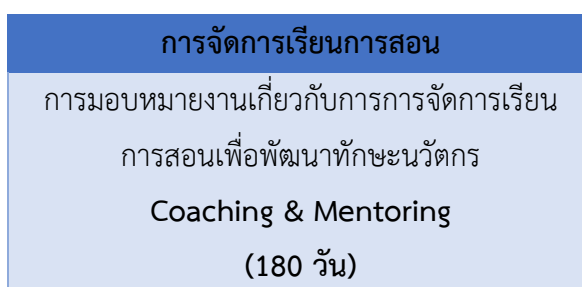 การจัดการเรียนการสอน
การมอบหมายงานเกี่ยวกับการการจัดการเรียน
การสอนเพื่อพัฒนาทักษะนวัตกร
Coaching & Mentoring
(180 วัน)